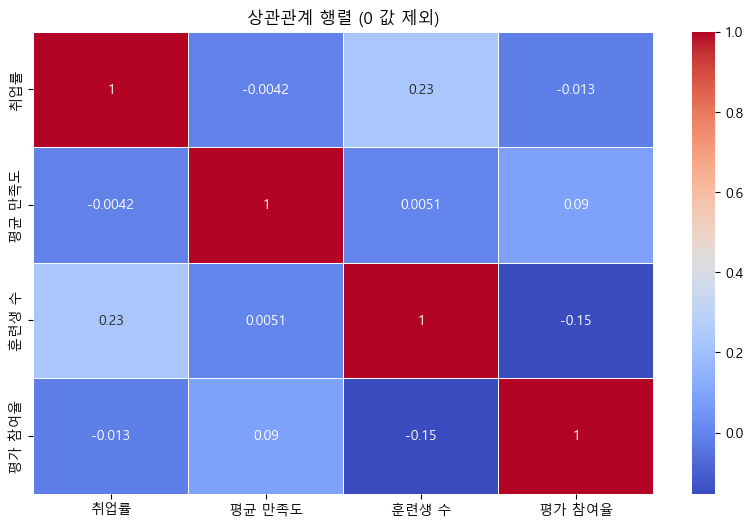 상관관계 행렬 (0 값 제외)
취업률
1
-0.0042
0.23
-0.013
평균 만족도
-0.0042
1
0.0051
0.09
훈련생 수
0.23
0.0051
1
-0.15
평가 참여율
-0.013
0.09
-0.15
1
취업률
평균 만족도
훈련생 수
평가 참여율
1.0
0.8
0.6
0.4
0.2
0.0